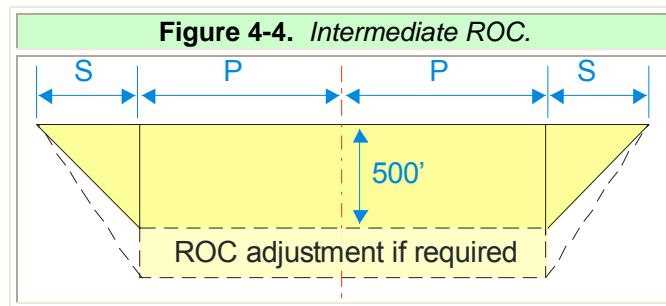 Figure 4-4. Intermediate ROC.
S P P S
500'
ROC adjustment if required